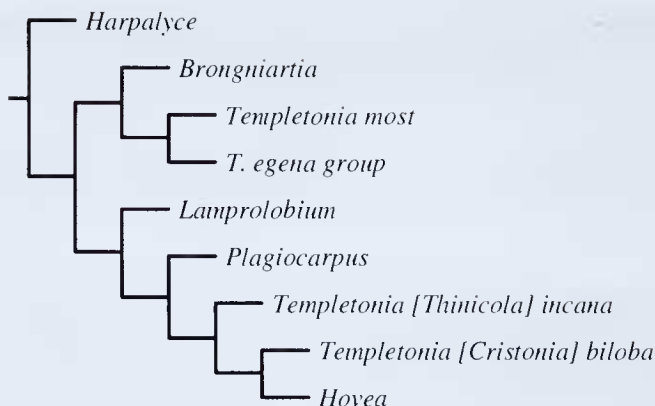 Harpalyce
Brongniartia
Templetonia most
T. egena group
Lamprolobium
Plagiocarpus
Templetonia [Thinicola] incana
Templetonia [Cristonia] biloba
Hovea